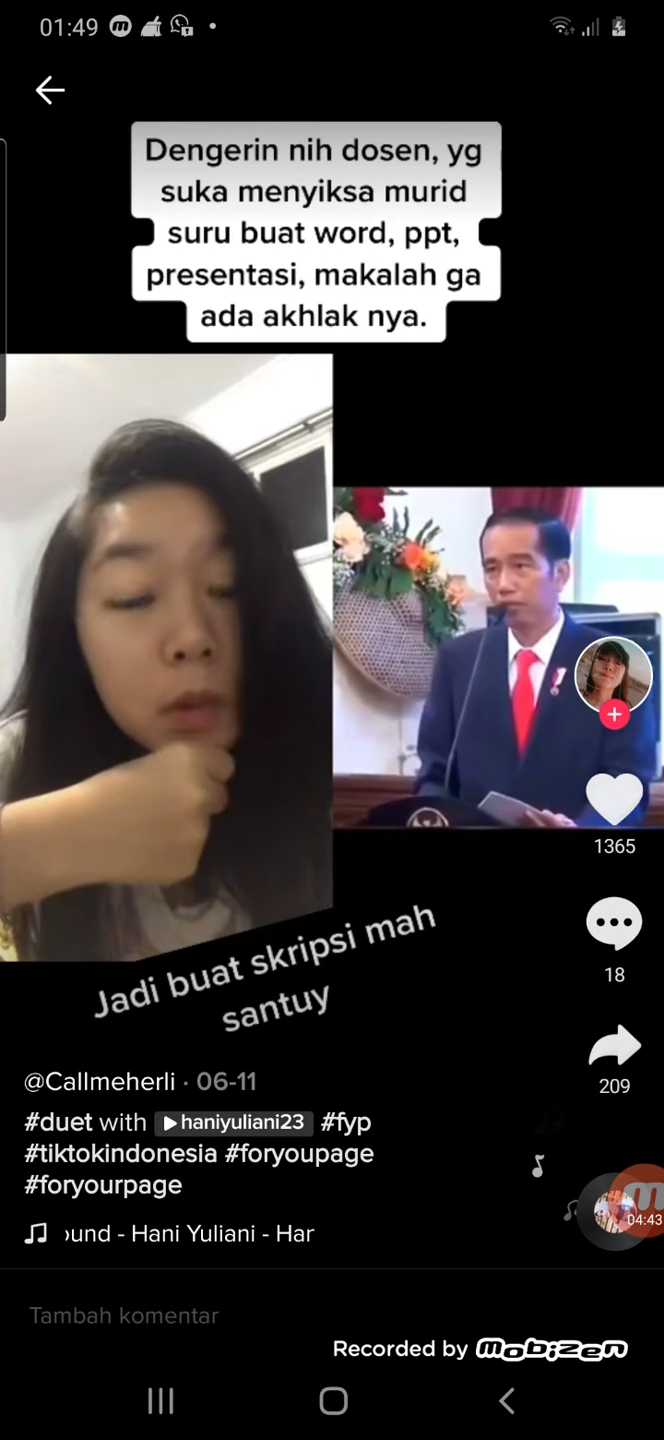 01:49
Dengerin nih dosen, yg
suka menyiksa murid
suru buat word, ppt,
presentasi, makalah ga
ada akhlak nya.
1365
18
Jadi buat skripsi mah
santuy
209
@Callmeherli · 06-11
#duet with haniyuliani23 #fyp
#tiktokindonesia #foryoupage
#foryourpage
04:43
ound - Hani Yuliani - Har
Tambah komentar
Recorded by mobizen